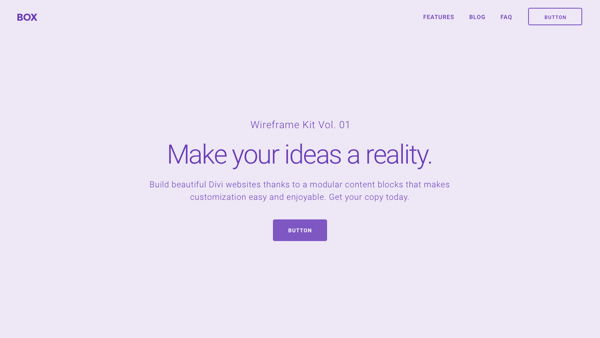 BOX
FEATURES BLOG FAQ BUTTON
Wireframe Kit Vol. 01
Make your ideas a reality.
Build beautiful Divi websites thanks to a modular content blocks that makes
customization easy and enjoyable. Get your copy today.
BUTTON